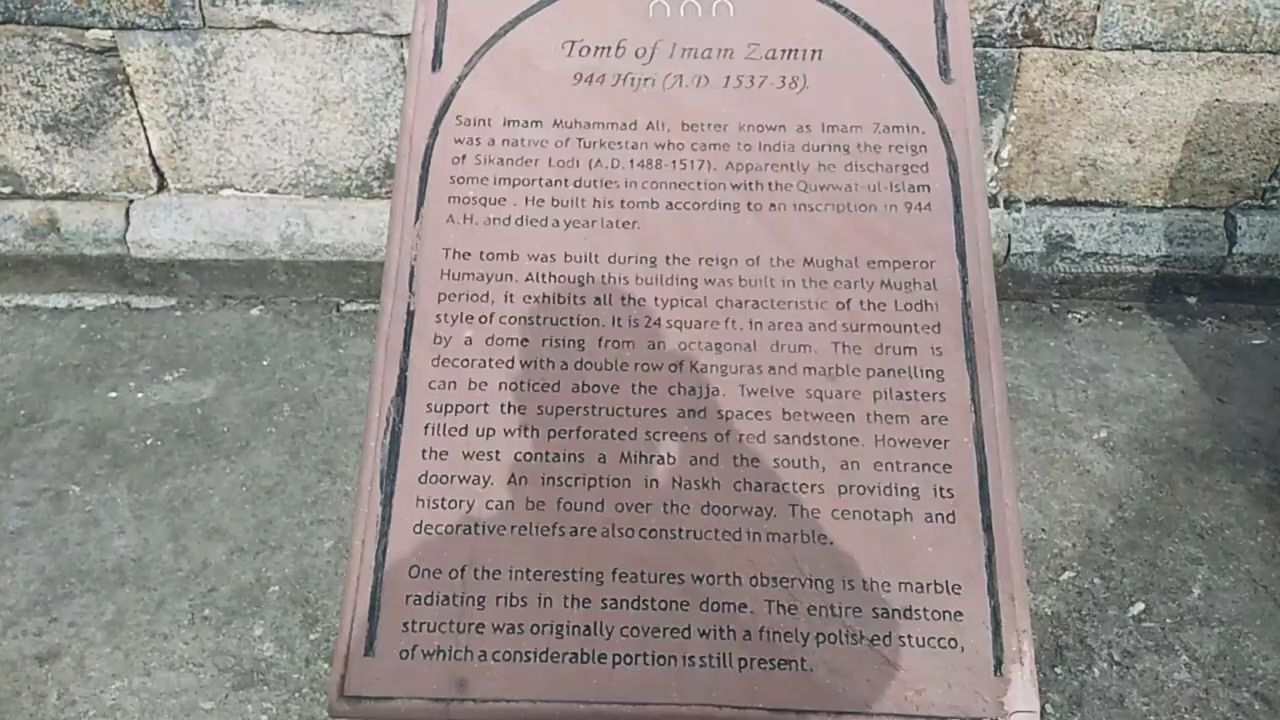 Tomb of Imam Zamin
944 Hijri (A.D. 1537-38).
Saint Imam Muhammad Ali, better known as Imam Zamin,
was a native of Turkestan who came to India during the reign
of Sikander Lodi (A.D.1488-1517). Apparently he discharged
some important duties in connection with the Quwwat-ul-Islam
mosque . He built his tomb according to an inscription in 944
A.H. and died a year later.
The tomb was built during the reign of the Mughal emperor
Humayun. Although this building was built in the early Mughal
period, it exhibits all the typical characteristic of the Lodhi
style of construction. It is 24 square ft. in area and surmounted
by a dome rising from an octagonal drum. The drum is
decorated with a double row of Kanguras and marble panelling
can be noticed above the chajja. Twelve square pilasters
support the superstructures and spaces between them are
filled up with perforated screens of red sandstone. However
the west contains a Mihrab and the south, an entrance
doorway. An inscription in Naskh characters providing its
history can be found over the doorway. The cenotaph and
decorative reliefs are also constructed in marble.
One of the interesting features worth observing is the marble
radiating ribs in the sandstone dome. The entire sandstone
structure was originally covered with a finely polished stucco,
of which a considerable portion is still present.